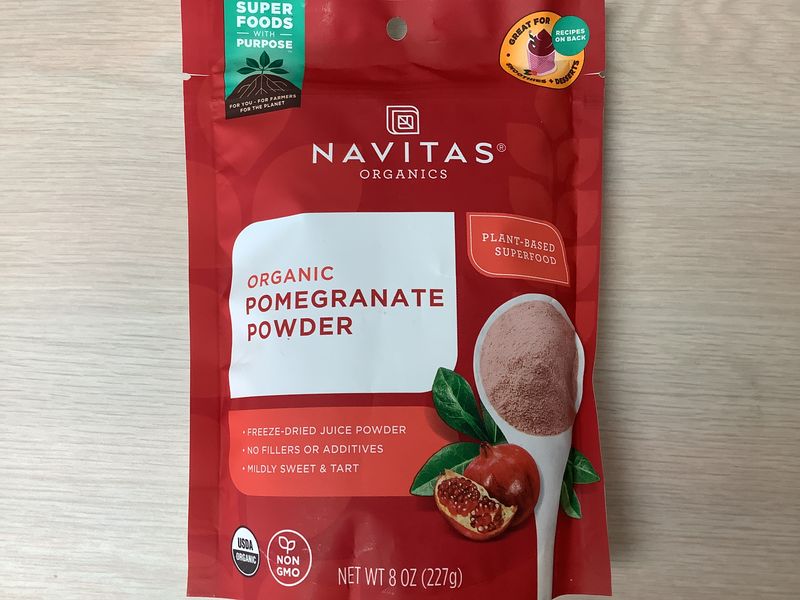 SUPER
FOODS
WITH
PURPOSE
FOR YOU - FOR FARMERS
FOR THE PLANET
GREAT FOR
SMOOTHIES + DESSERTS
RECIPES
ON BACK
NAVITAS®
ORGANICS
PLANT-BASED
SUPERFOOD
ORGANIC
POMEGRANATE
POWDER
• FREEZE-DRIED JUICE POWDER
• NO FILLERS OR ADDITIVES
• MILDLY SWEET & TART
USDA
ORGANIC
NON
GMO
NET WT 8 OZ (227g)